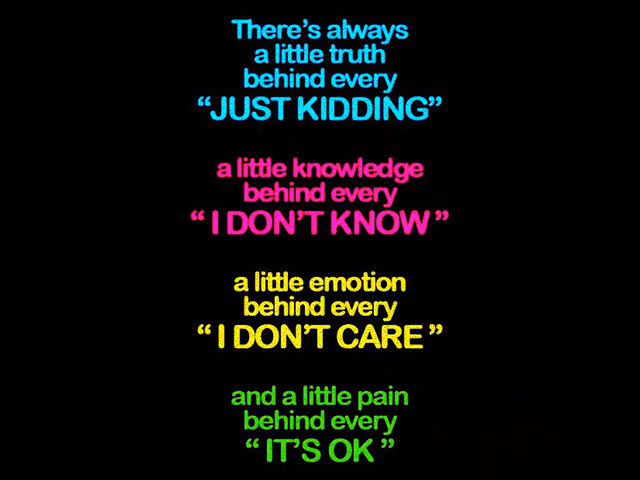 There's always
a little truth
behind every
“JUST KIDDING”
a little knowledge
behind every
“ I DON'T KNOW ”
a little emotion
behind every
“ I DON'T CARE ”
and a little pain
behind every
“ IT'S OK ”